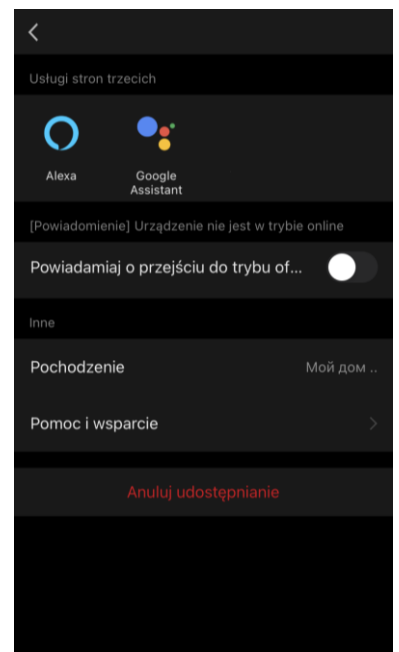 Usługi stron trzecich
Alexa
Google
Assistant
[Powiadomienie] Urządzenie nie jest w trybie online
Powiadamiaj o przejściu do trybu of...
Inne
Pochodzenie
Мой дом ..
Pomoc i wsparcie
Anuluj udostępnianie